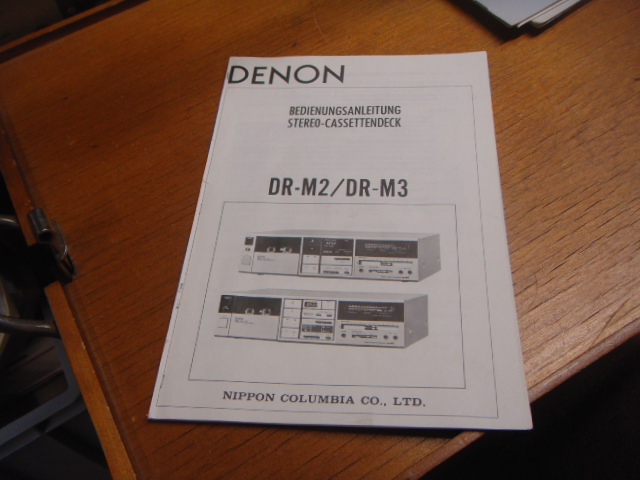 DENON
BEDIENUNGSANLEITUNG
STEREO-CASSETTENDECK
DR-M2/DR-M3
NIPPON COLUMBIA CO., LTD.